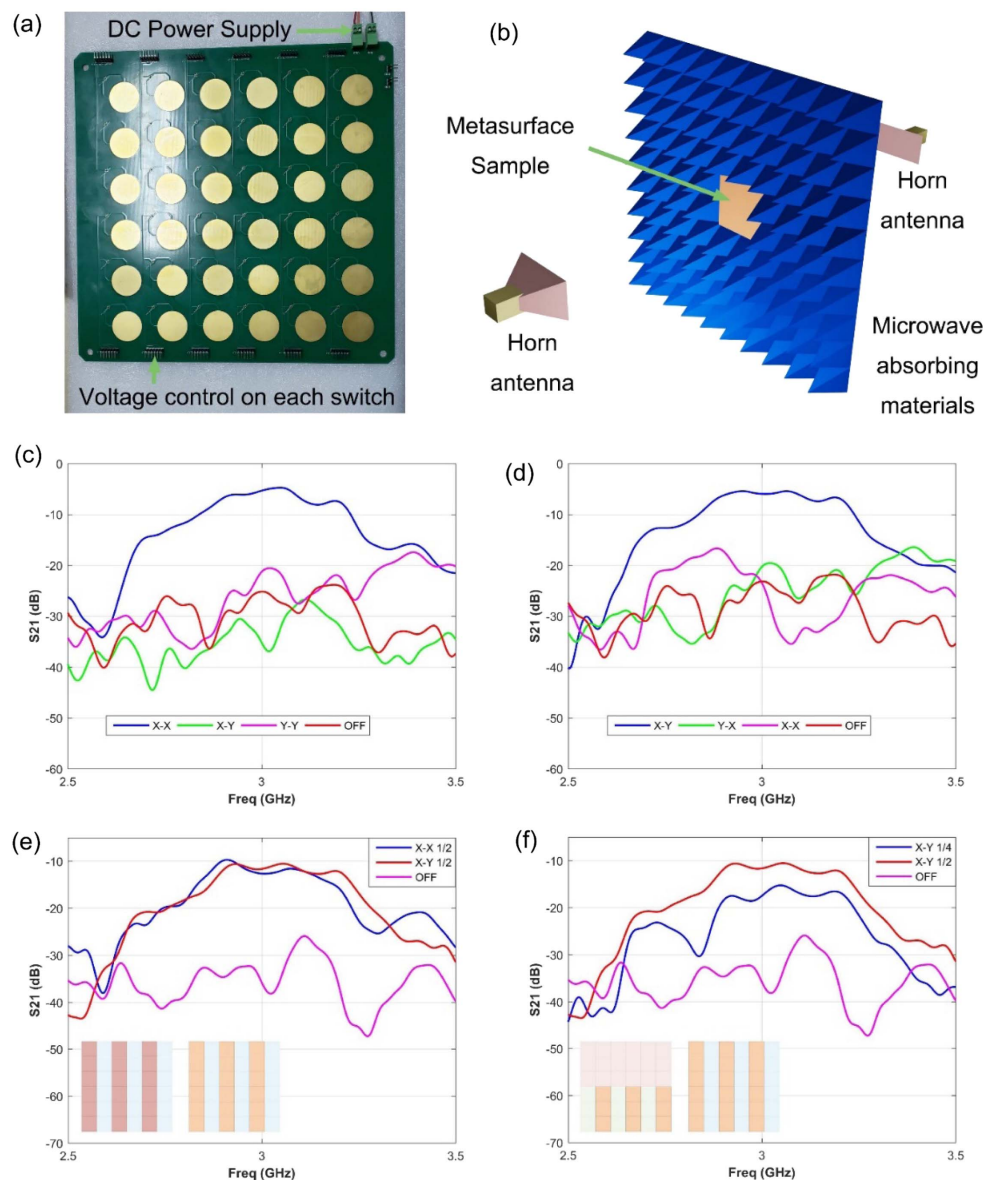 (a)
DC Power Supply
Voltage control on each switch
(b)
Metasurface
Sample
Horn
antenna
Horn
antenna
Microwave
absorbing
materials
(c)
0
-10
-20
-30
-40
-50
-60
S21 (dB)
X-X X-Y Y-Y OFF
2.5 3 3.5
Freq (GHz)
(d)
0
-10
-20
-30
-40
-50
-60
S21 (dB)
X-Y Y-X X-X OFF
2.5 3 3.5
Freq (GHz)
(e)
X-X 1/2
X-Y 1/2
OFF
-10
-20
-30
-40
-50
-60
-70
S21 (dB)
2.5 3 3.5
Freq (GHz)
(f)
X-Y 1/4
X-Y 1/2
OFF
-10
-20
-30
-40
-50
-60
-70
S21 (dB)
2.5 3 3.5
Freq (GHz)